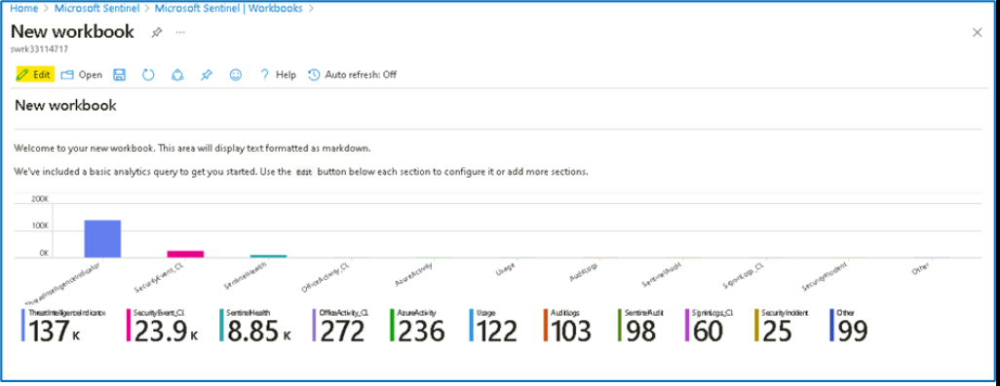 Home > Microsoft Sentinel > Microsoft Sentinel | Workbooks >
New workbook ...
swrk33114717
Edit Open ? Help Auto refresh: Off
New workbook
Welcome to your new workbook. This area will display text formatted as markdown.
We've included a basic analytics query to get you started. Use the Edit button below each section to configure it or add more sections.
200K
100K
0K
ThreatIntelligenceIndicator SecurityEvent_CL SentinelHealth OfficeActivity_CL AzureActivity Usage AuditLogs SentinelAudit SigninLogs_CL SecurityIncident Other
ThreatIntelligenceIndicator SecurityEvent_CL SentinelHealth OfficeActivity_CL AzureActivity Usage AuditLogs SentinelAudit SigninLogs_CL SecurityIncident Other
137 K 23.9 K 8.85 K 272 236 122 103 98 60 25 99